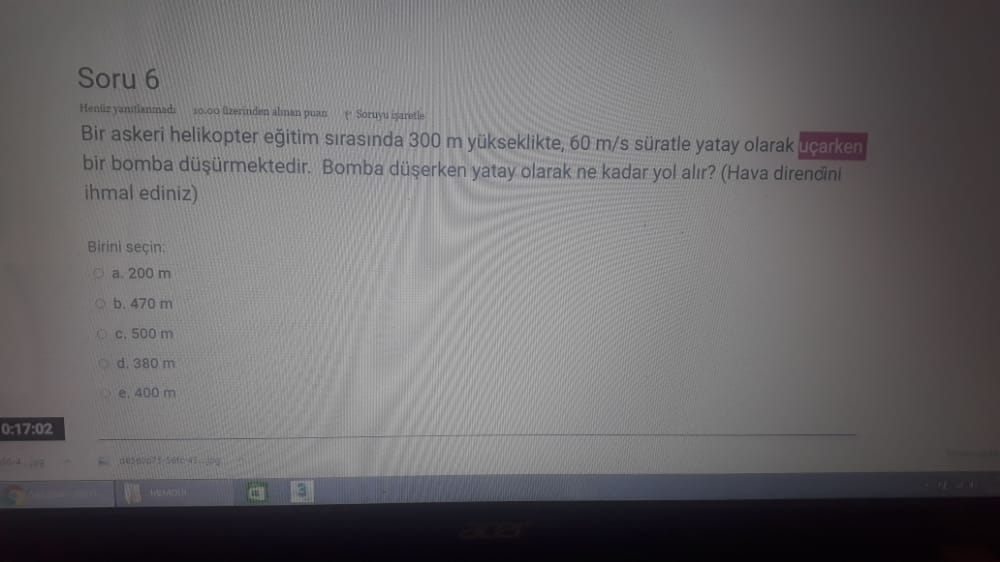 Soru 6
Henüz yanıtlanmadı 10.00 üzerinden alınan puan Soruyu işaretle
Bir askeri helikopter eğitim sırasında 300 m yükseklikte, 60 m/s süratle yatay olarak uçarken
bir bomba düşürmektedir. Bomba düşerken yatay olarak ne kadar yol alır? (Hava direncini
ihmal ediniz)
Birini seçin:
a. 200 m
b. 470 m
c. 500 m
d. 380 m
e. 400 m
0:17:02
acer